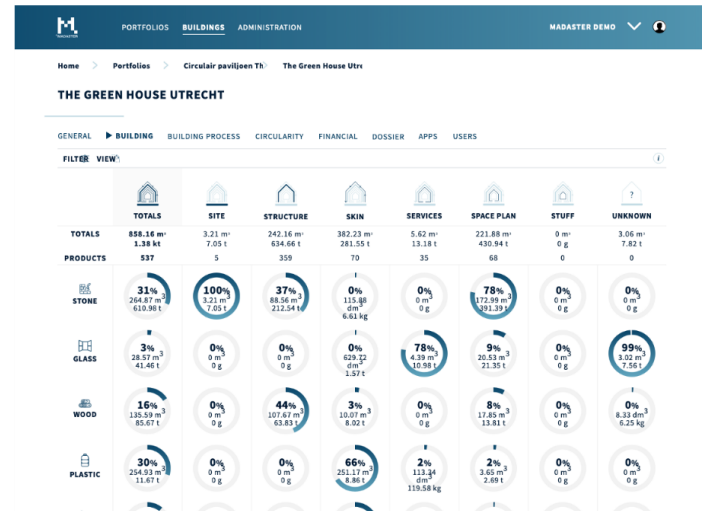 MADASTER
PORTFOLIOS BUILDINGS ADMINISTRATION MADASTER DEMO
Home Portfolios Circulair paviljoen Th The Green House Utre
THE GREEN HOUSE UTRECHT
GENERAL BUILDING BUILDING PROCESS CIRCULARITY FINANCIAL DOSSIER APPS USERS
FILTER VIEW i
?
TOTALS SITE STRUCTURE SKIN SERVICES SPACE PLAN STUFF UNKNOWN
TOTALS 858.16 m³ 3.21 m³ 242.16 m³ 382.23 m³ 5.62 m³ 221.88 m³ 0 m³ 3.06 m³
1.38 kt 7.05 t 634.66 t 281.55 t 13.18 t 430.94 t 0 g 7.82 t
PRODUCTS 537 5 359 70 35 68 0 0
STONE
31% 264.87 m³ 610.98 t
100% 3.21 m³ 7.05 t
37% 88.56 m³ 212.54 t
0% 115.88 dm³ 6.61 kg
0% 0 m³ 0 g
78% 172.99 m³ 391.39 t
0% 0 m³ 0 g
0% 0 m³ 0 g
GLASS
3% 28.57 m³ 41.46 t
0% 0 m³ 0 g
0% 0 m³ 0 g
0% 629.72 dm³ 1.57 t
78% 4.39 m³ 10.98 t
9% 20.53 m³ 21.35 t
0% 0 m³ 0 g
99% 3.02 m³ 7.56 t
WOOD
16% 135.59 m³ 85.67 t
0% 0 m³ 0 g
44% 107.67 m³ 63.83 t
3% 10.07 m³ 8.02 t
0% 0 m³ 0 g
8% 17.85 m³ 13.81 t
0% 0 m³ 0 g
0% 8.33 dm³ 6.25 kg
PLASTIC
30% 254.93 m³ 11.67 t
0% 0 m³ 0 g
0% 0 m³ 0 g
66% 251.17 m³ 8.86 t
2% 113.34 dm³ 119.58 kg
2% 3.65 m³ 2.69 t
0% 0 m³ 0 g
0% 0 m³ 0 g